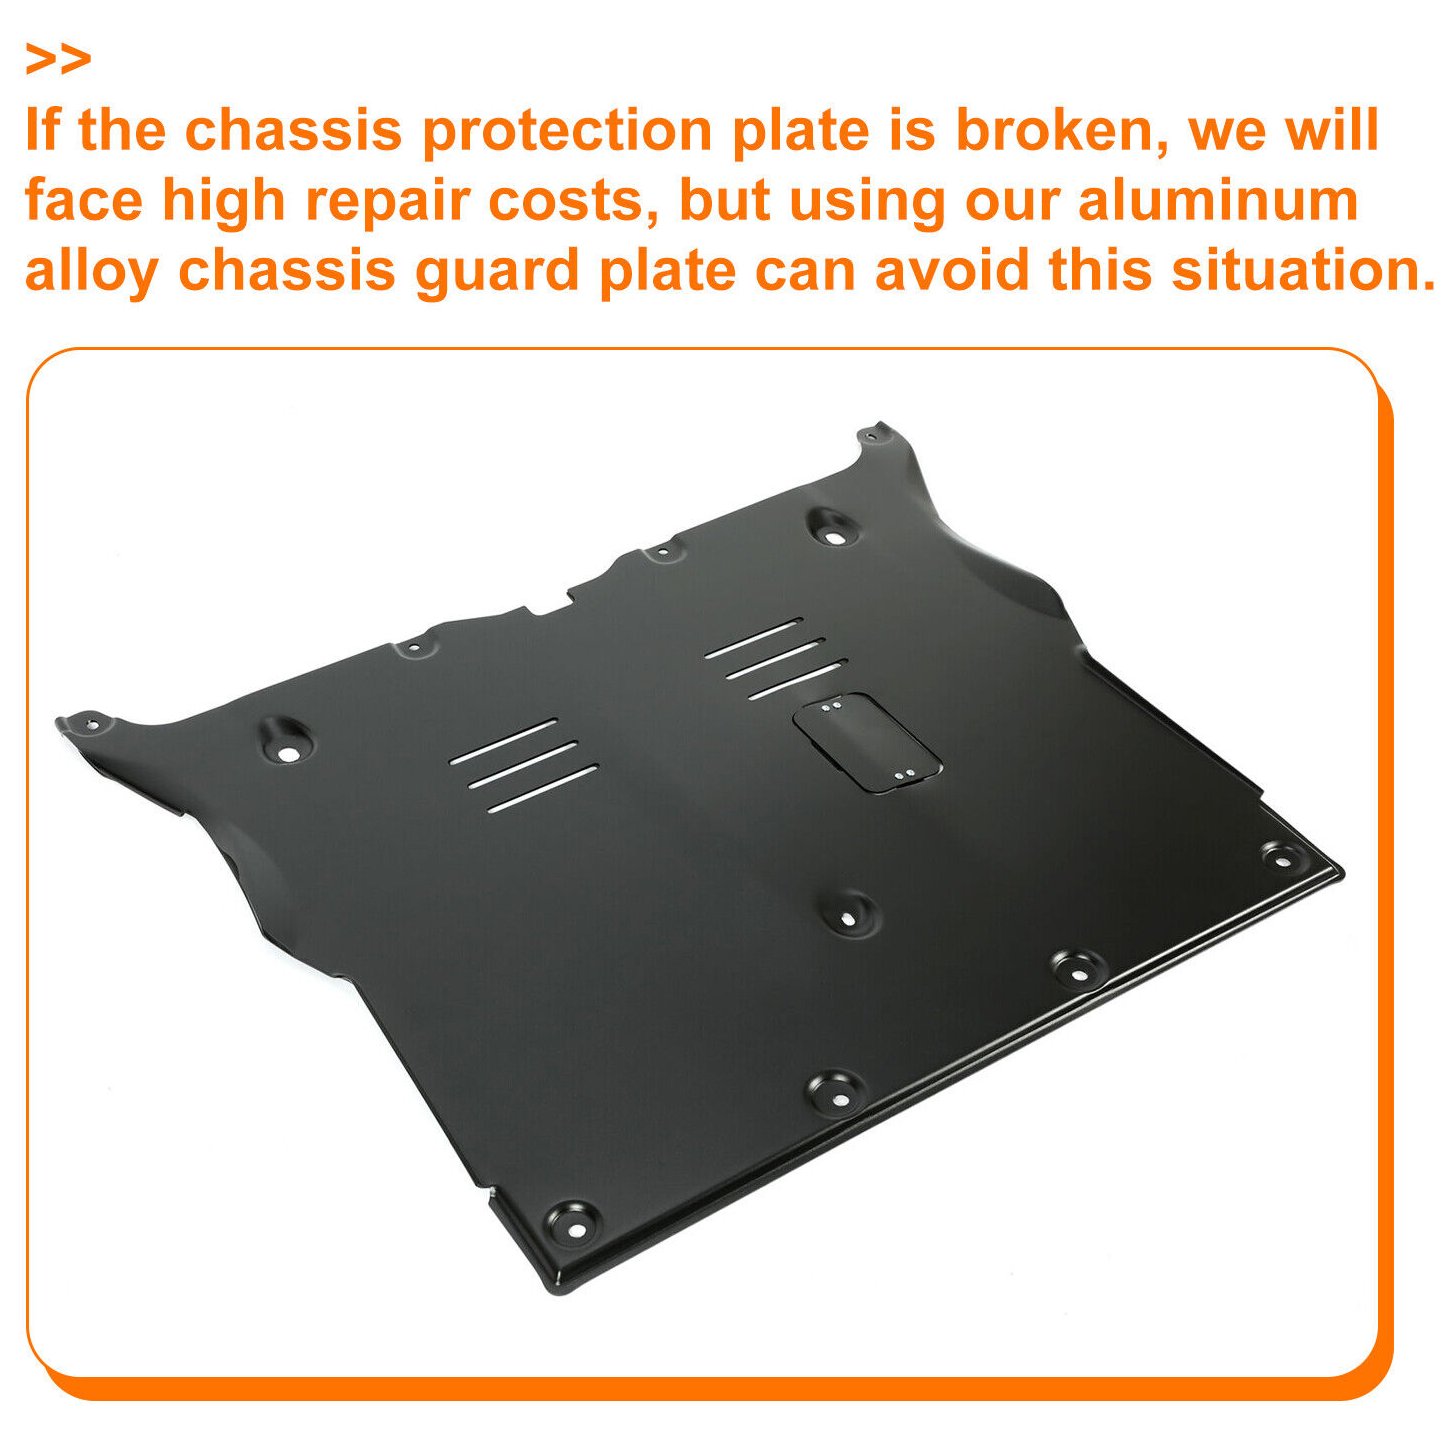 >>
If the chassis protection plate is broken, we will
face high repair costs, but using our aluminum
alloy chassis guard plate can avoid this situation.